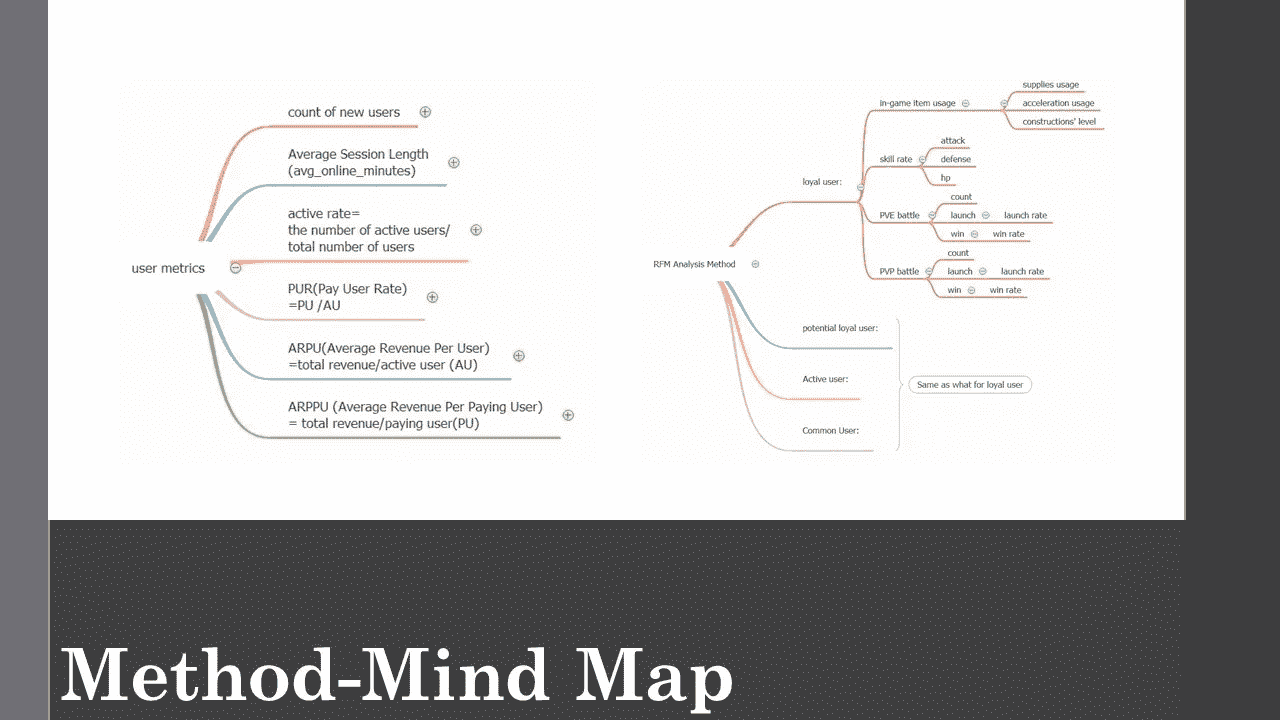 count of new users
Average Session Length
(avg_online_minutes)
active rate=
the number of active users/
total number of users
user metrics
PUR(Pay User Rate)
=PU /AU
ARPU(Average Revenue Per User)
=total revenue/active user (AU)
ARPPU (Average Revenue Per Paying User)
= total revenue/paying user(PU)
RFM Analysis Method
loyal user:
in-game item usage
supplies usage
acceleration usage
constructions' level
skill rate
attack
defense
hp
PVE battle
count
launch launch rate
win win rate
PVP battle
count
launch launch rate
win win rate
potential loyal user:
Active user:
Common User:
Same as what for loyal user
Method-Mind Map